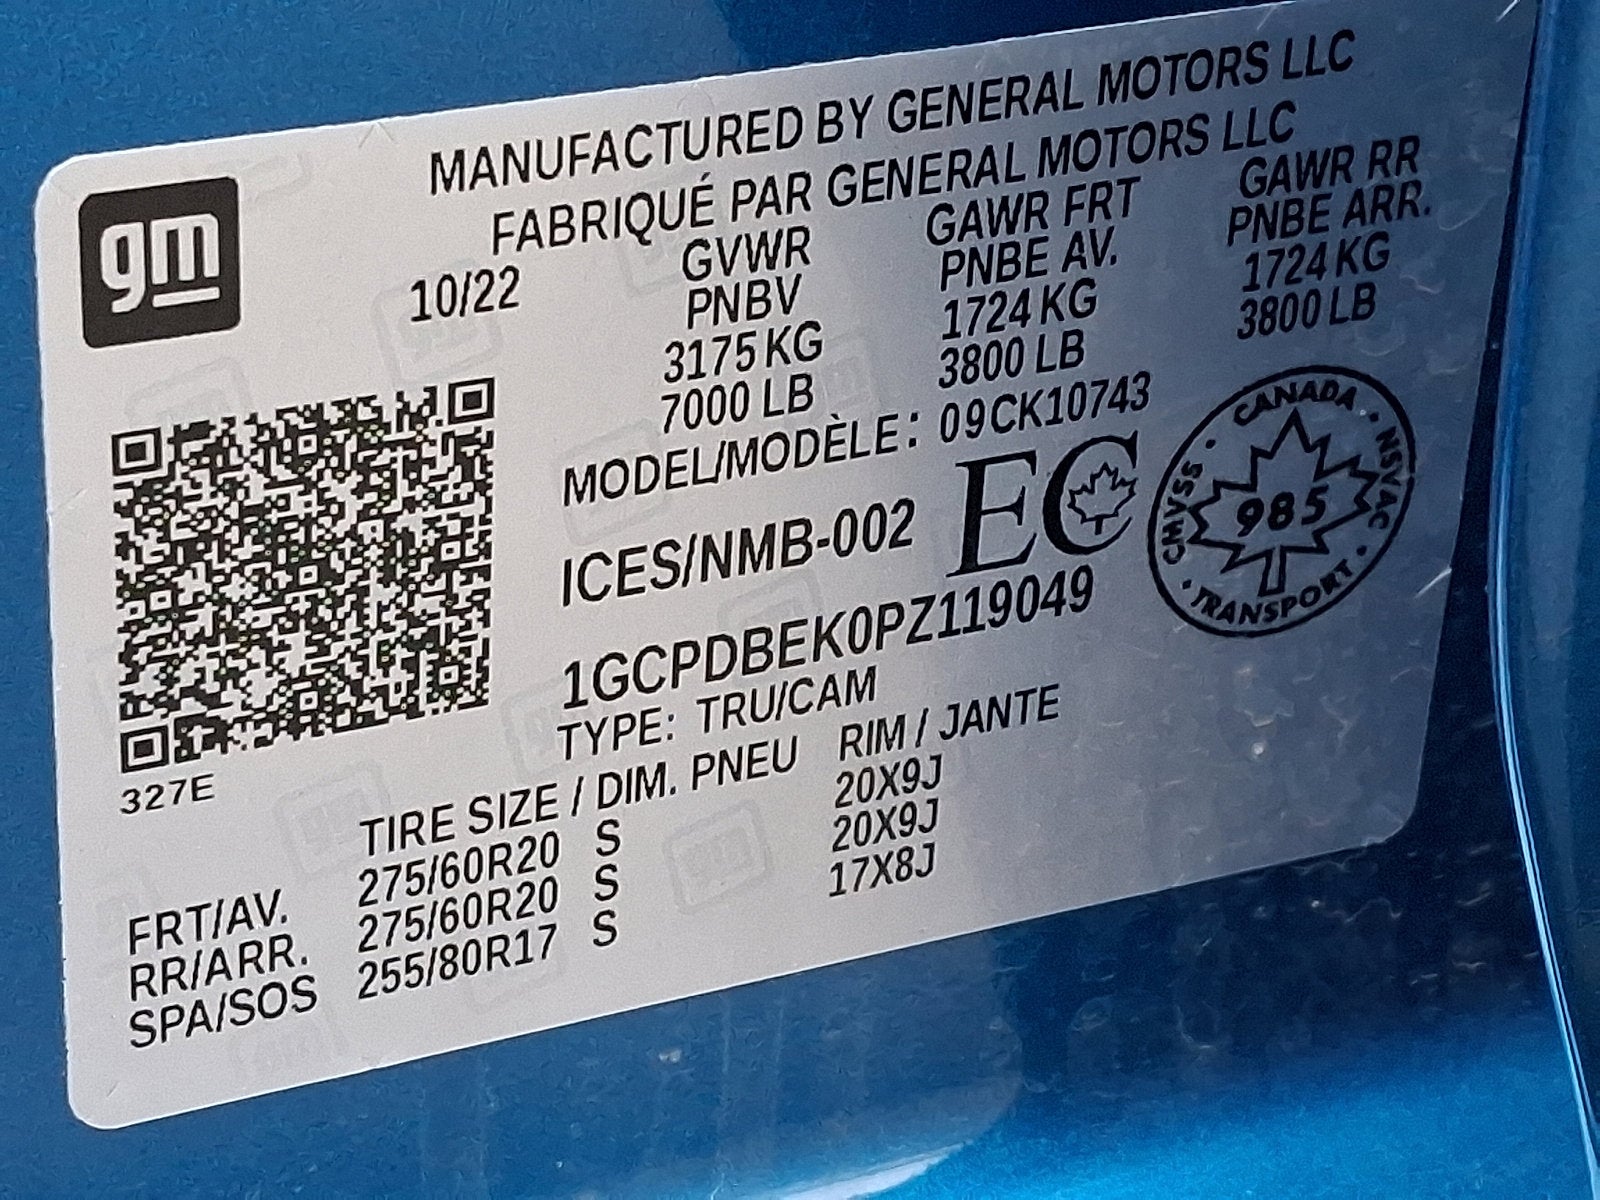 MANUFACTURED BY GENERAL MOTORS LLC
FABRIQUÉ PAR GENERAL MOTORS LLC
gm
10/22
GVWR GAWR FRT GAWR RR
PNBV PNBE AV. PNBE ARR.
3175 KG 1724 KG 1724 KG
7000 LB 3800 LB 3800 LB
MODEL/MODÈLE: 09CK10743
ICES/NMB-002 EC
CANADA
CMVSS NSVAC
985
TRANSPORT
1GCPDBEK0PZ119049
TYPE: TRU/CAM
327E
TIRE SIZE / DIM. PNEU RIM / JANTE
FRT/AV. 275/60R20 S 20X9J
RR/ARR. 275/60R20 S 20X9J
SPA/SOS 255/80R17 S 17X8J